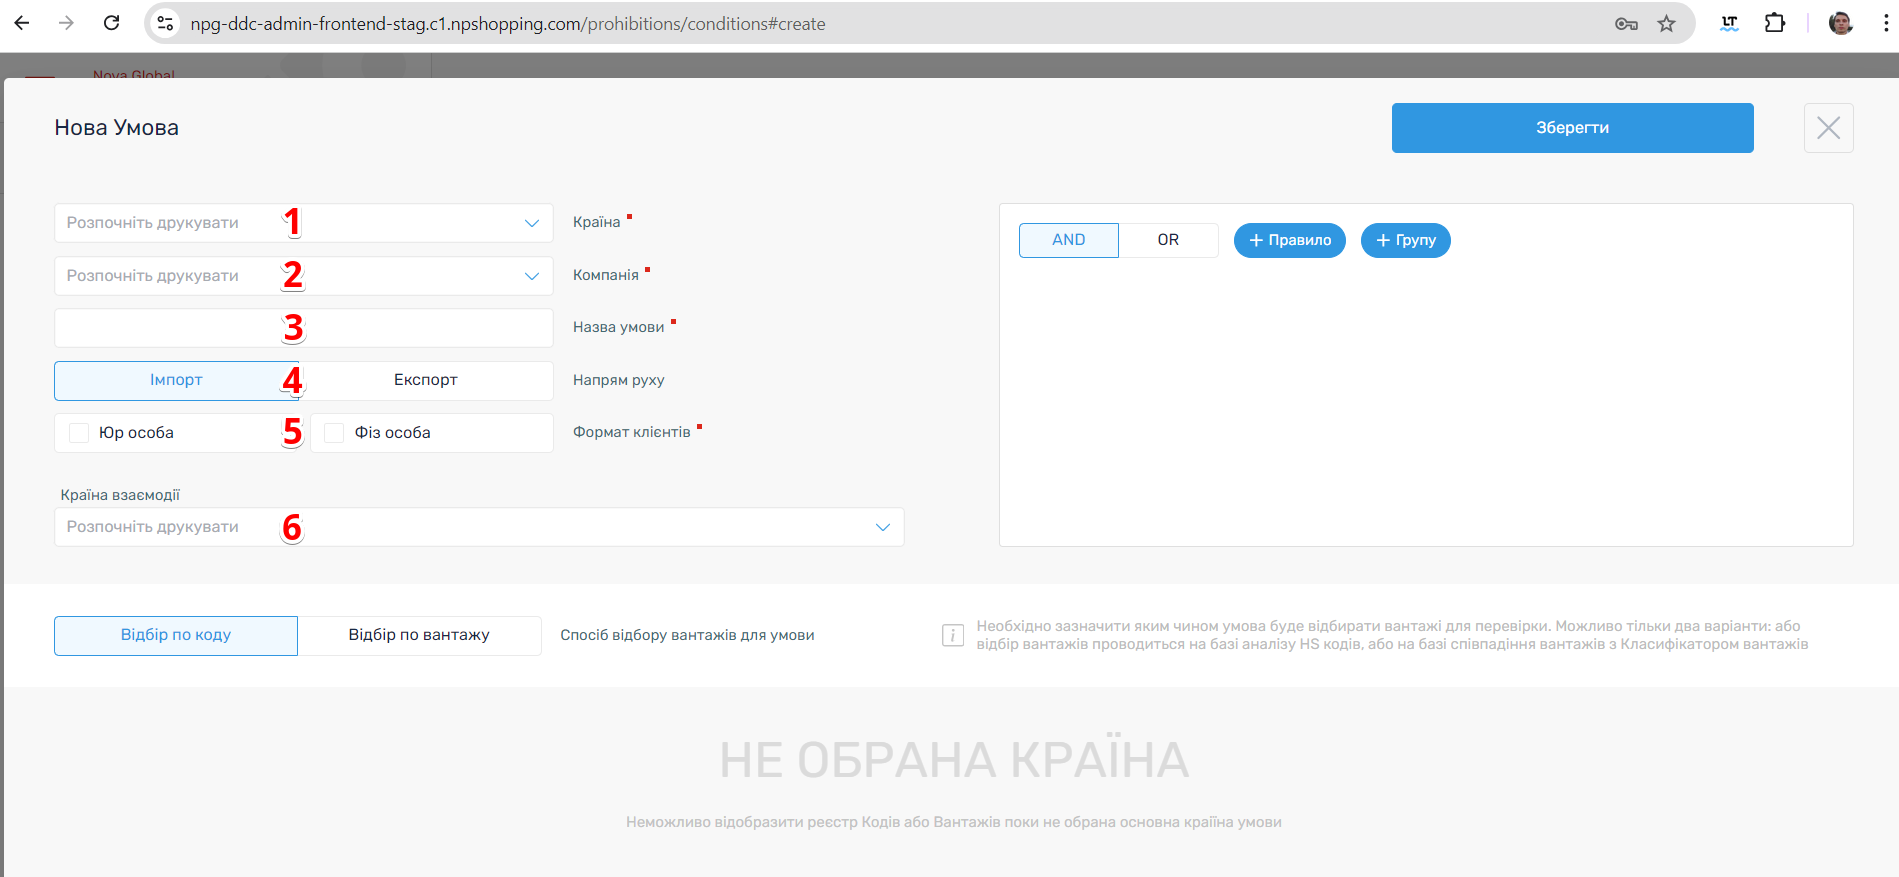 npg-ddc-admin-frontend-stag.c1.npshopping.com/prohibitions/conditions#create
LT
Nova Global
Нова Умова
Зберегти
Розпочніть друкувати 1 Країна
Розпочніть друкувати 2 Компанія
3 Назва умови
Імпорт 4 Експорт Напрям руху
Юр особа 5 Фіз особа Формат клієнтів
Країна взаємодії
Розпочніть друкувати 6
AND OR + Правило + Групу
Відбір по коду Відбір по вантажу Спосіб відбору вантажів для умови
i Необхідно зазначити яким чином умова буде відбирати вантажі для перевірки. Можливо тільки два варіанти: або
відбір вантажів проводиться на базі аналізу HS кодів, або на базі співпадіння вантажів з Класифікатором вантажів
НЕ ОБРАНА КРАЇНА
Неможливо відобразити реєстр Кодів або Вантажів поки не обрана основна країна умови